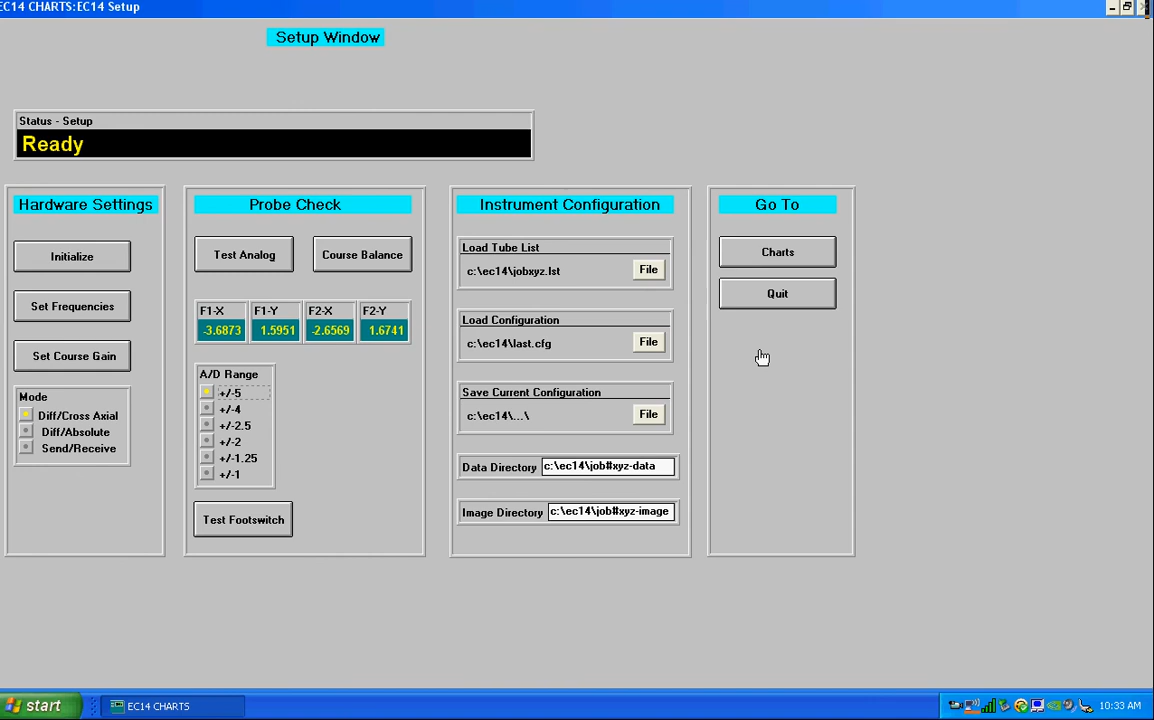 EC14 CHARTS:EC14 Setup
Setup Window
Status - Setup
Ready
Hardware Settings
Initialize
Set Frequencies
Set Course Gain
Mode
Diff/Cross Axial
Diff/Absolute
Send/Receive
Probe Check
Test Analog
Course Balance
F1-X F1-Y F2-X F2-Y
-3.6873 1.5951 -2.6569 1.6741
A/D Range
+/-5
+/-4
+/-2.5
+/-2
+/-1.25
+/-1
Test Footswitch
Instrument Configuration
Load Tube List
c:\ec14\jobxyz.lst File
Load Configuration
c:\ec14\last.cfg File
Save Current Configuration
c:\ec14\...\ File
Data Directory c:\ec14\job#xyz-data
Image Directory c:\ec14\job#xyz-image
Go To
Charts
Quit
start EC14 CHARTS 10:33 AM